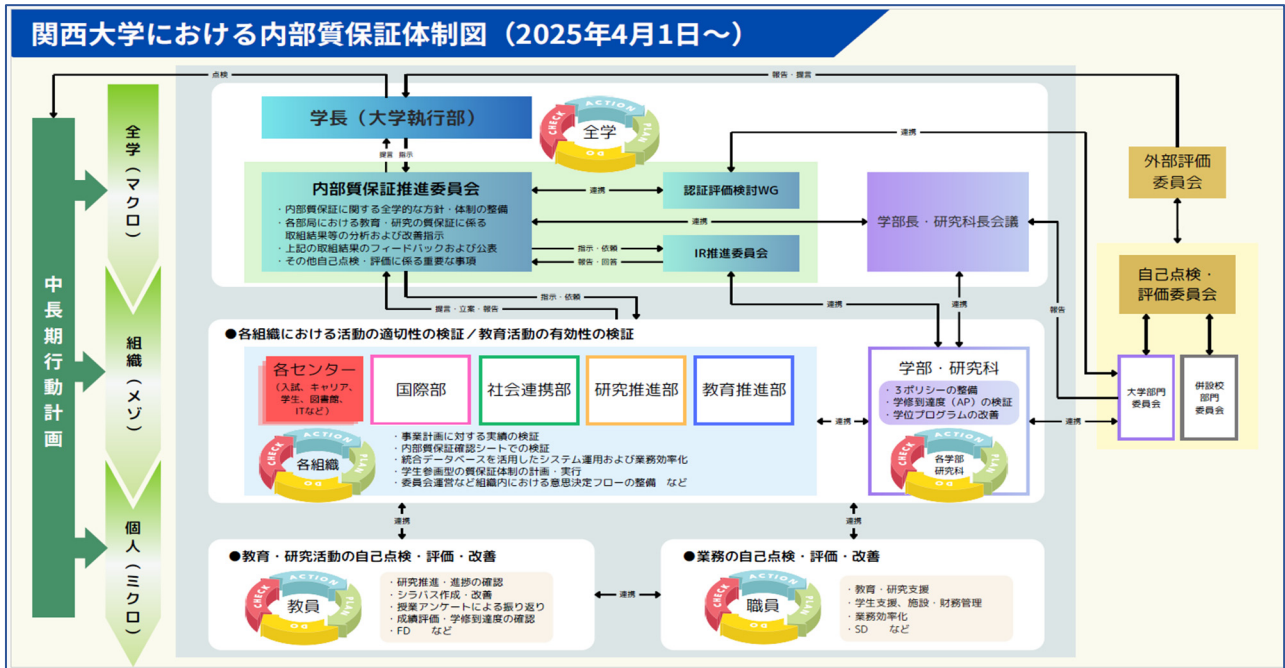 関西大学における内部質保証体制図（2025年4月1日～）
点検
報告・提言
中長期行動計画
全学（マクロ）
組織（メゾ）
個人（ミクロ）
学長（大学執行部）
ACTION
PLAN
DO
CHECK
全学
提言
指示
連携
内部質保証推進委員会
・内部質保証に関する全学的な方針・体制の整備
・各部局における教育・研究の質保証に係る
取組結果等の分析および改善指示
・上記の取組結果のフィードバックおよび公表
・その他自己点検・評価に係る重要な事項
連携
認証評価検討WG
連携
指示・依頼
報告・回答
IR推進委員会
学部長・研究科長会議
外部評価
委員会
自己点検・
評価委員会
大学部門
委員会
併設校
部門
委員会
報告
指示・依頼
提言・立案・報告
連携
連携
●各組織における活動の適切性の検証／教育活動の有効性の検証
各センター
（入試、キャリア、
学生、図書館、
ITなど）
国際部
社会連携部
研究推進部
教育推進部
ACTION
PLAN
DO
CHECK
各組織
・事業計画に対する実績の検証
・内部質保証確認シートでの検証
・統合データベースを活用したシステム運用および業務効率化
・学生参画型の質保証体制の計画・実行
・委員会運営など組織内における意思決定フローの整備　など
連携
学部・研究科
・３ポリシーの整備
・学修到達度（AP）の検証
・学位プログラムの改善
ACTION
PLAN
DO
CHECK
各学部
研究科
連携
連携
連携
●教育・研究活動の自己点検・評価・改善
ACTION
PLAN
DO
CHECK
教員
・研究推進・進捗の確認
・シラバス作成・改善
・授業アンケートによる振り返り
・成績評価・学修到達度の確認
・FD　など
連携
●業務の自己点検・評価・改善
ACTION
PLAN
DO
CHECK
職員
・教育・研究支援
・学生支援、施設・財務管理
・業務効率化
・SD　など